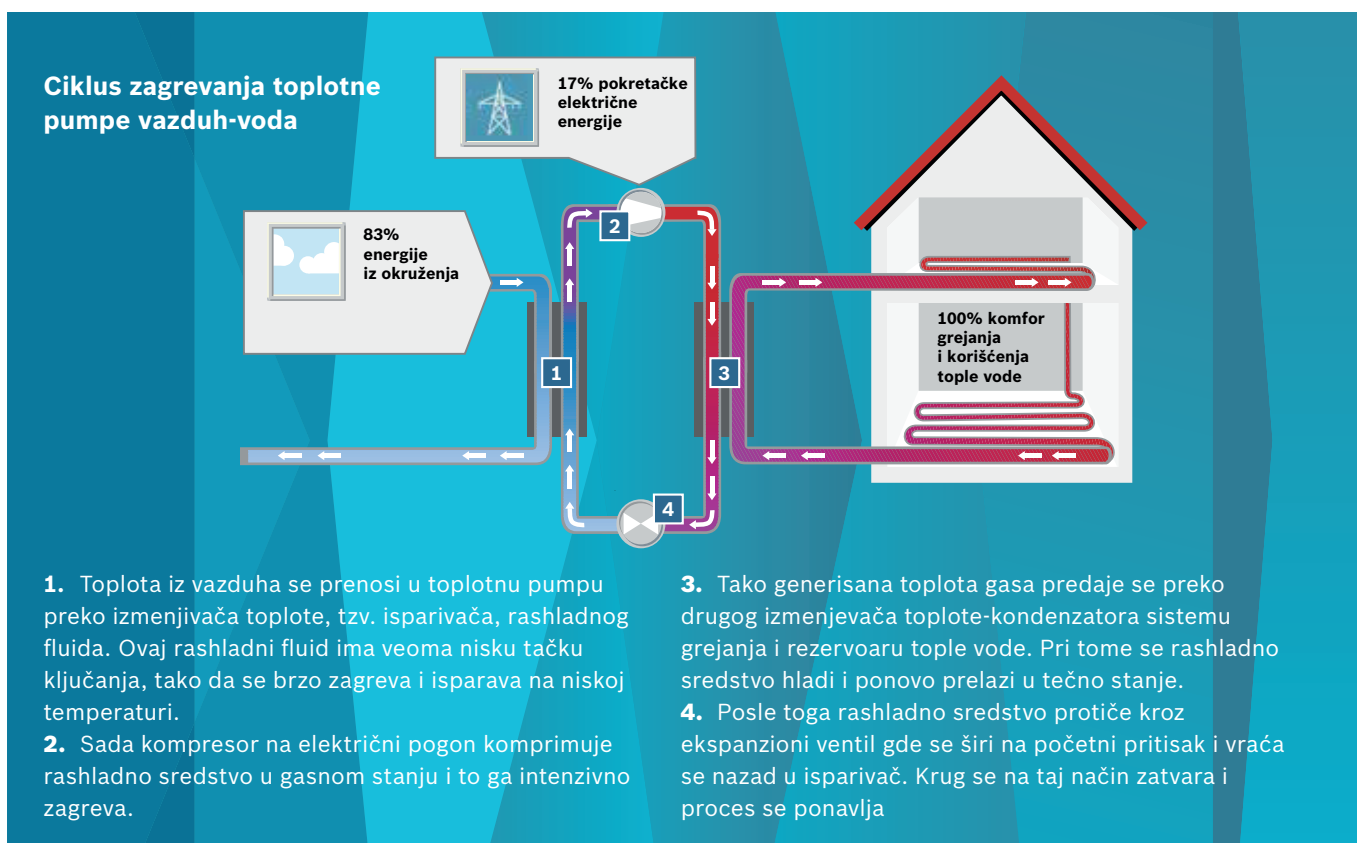 Ciklus zagrevanja toplotne
pumpe vazduh-voda
17% pokretačke
električne
energije
83%
energije
iz okruženja
2
1
3
4
100% komfor
grejanja
i korišćenja
tople vode
1. Toplota iz vazduha se prenosi u toplotnu pumpu
preko izmenjivača toplote, tzv. isparivača, rashladnog
fluida. Ovaj rashladni fluid ima veoma nisku tačku
ključanja, tako da se brzo zagreva i isparava na niskoj
temperaturi.
2. Sada kompresor na električni pogon komprimuje
rashladno sredstvo u gasnom stanju i to ga intenzivno
zagreva.
3. Tako generisana toplota gasa predaje se preko
drugog izmenjevača toplote-kondenzatora sistemu
grejanja i rezervoaru tople vode. Pri tome se rashladno
sredstvo hladi i ponovo prelazi u tečno stanje.
4. Posle toga rashladno sredstvo protiče kroz
ekspanzioni ventil gde se širi na početni pritisak i vraća
se nazad u isparivač. Krug se na taj način zatvara i
proces se ponavlja